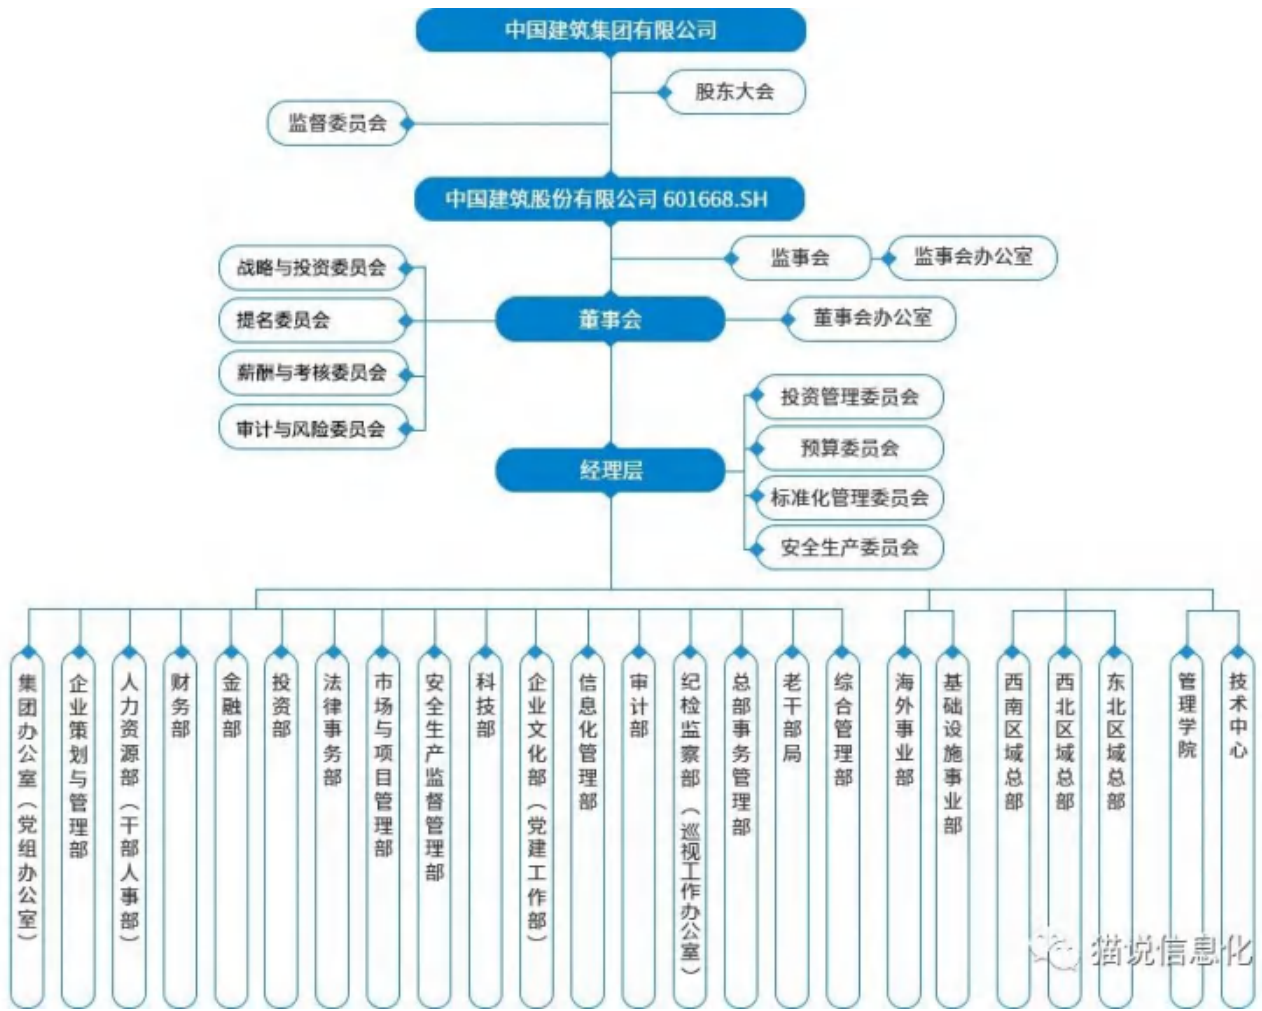 中国建筑集团有限公司
股东大会
监督委员会
中国建筑股份有限公司 601668.SH
监事会
监事会办公室
战略与投资委员会
提名委员会
董事会
董事会办公室
薪酬与考核委员会
审计与风险委员会
投资管理委员会
预算委员会
经理层
标准化管理委员会
安全生产委员会
集团办公室（党组办公室）
企业策划与管理部
人力资源部（干部人事部）
财务部
金融部
投资部
法律事务部
市场与项目管理部
安全生产监督管理部
科技部
企业文化部（党建工作部）
信息化管理部
审计部
纪检监察部（巡视工作办公室）
总部事务管理部
老干部局
综合管理部
海外事业部
基础设施事业部
西南区域总部
西北区域总部
东北区域总部
管理学院
技术中心
猫说信息化